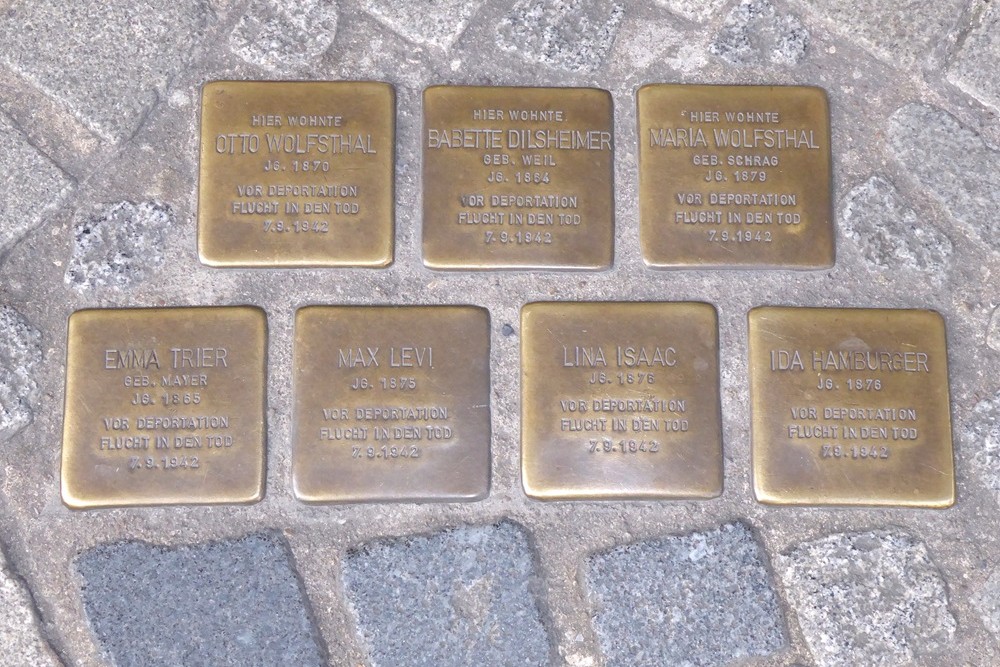 HIER WOHNTE
OTTO WOLFSTHAL
JG. 1870
VOR DEPORTATION
FLUCHT IN DEN TOD
7.9.1942
HIER WOHNTE
BABETTE DILSHEIMER
GEB. WEIL
JG. 1864
VOR DEPORTATION
FLUCHT IN DEN TOD
7.9.1942
HIER WOHNTE
MARIA WOLFSTHAL
GEB. SCHRAG
JG. 1879
VOR DEPORTATION
FLUCHT IN DEN TOD
7.9.1942
EMMA TRIER
GEB. MAYER
JG. 1865
VOR DEPORTATION
FLUCHT IN DEN TOD
7.9.1942
MAX LEVI
JG. 1875
VOR DEPORTATION
FLUCHT IN DEN TOD
7.9.1942
LINA ISAAC
JG. 1876
VOR DEPORTATION
FLUCHT IN DEN TOD
7.9.1942
IDA HAMBURGER
JG. 1876
VOR DEPORTATION
FLUCHT IN DEN TOD
7.9.1942